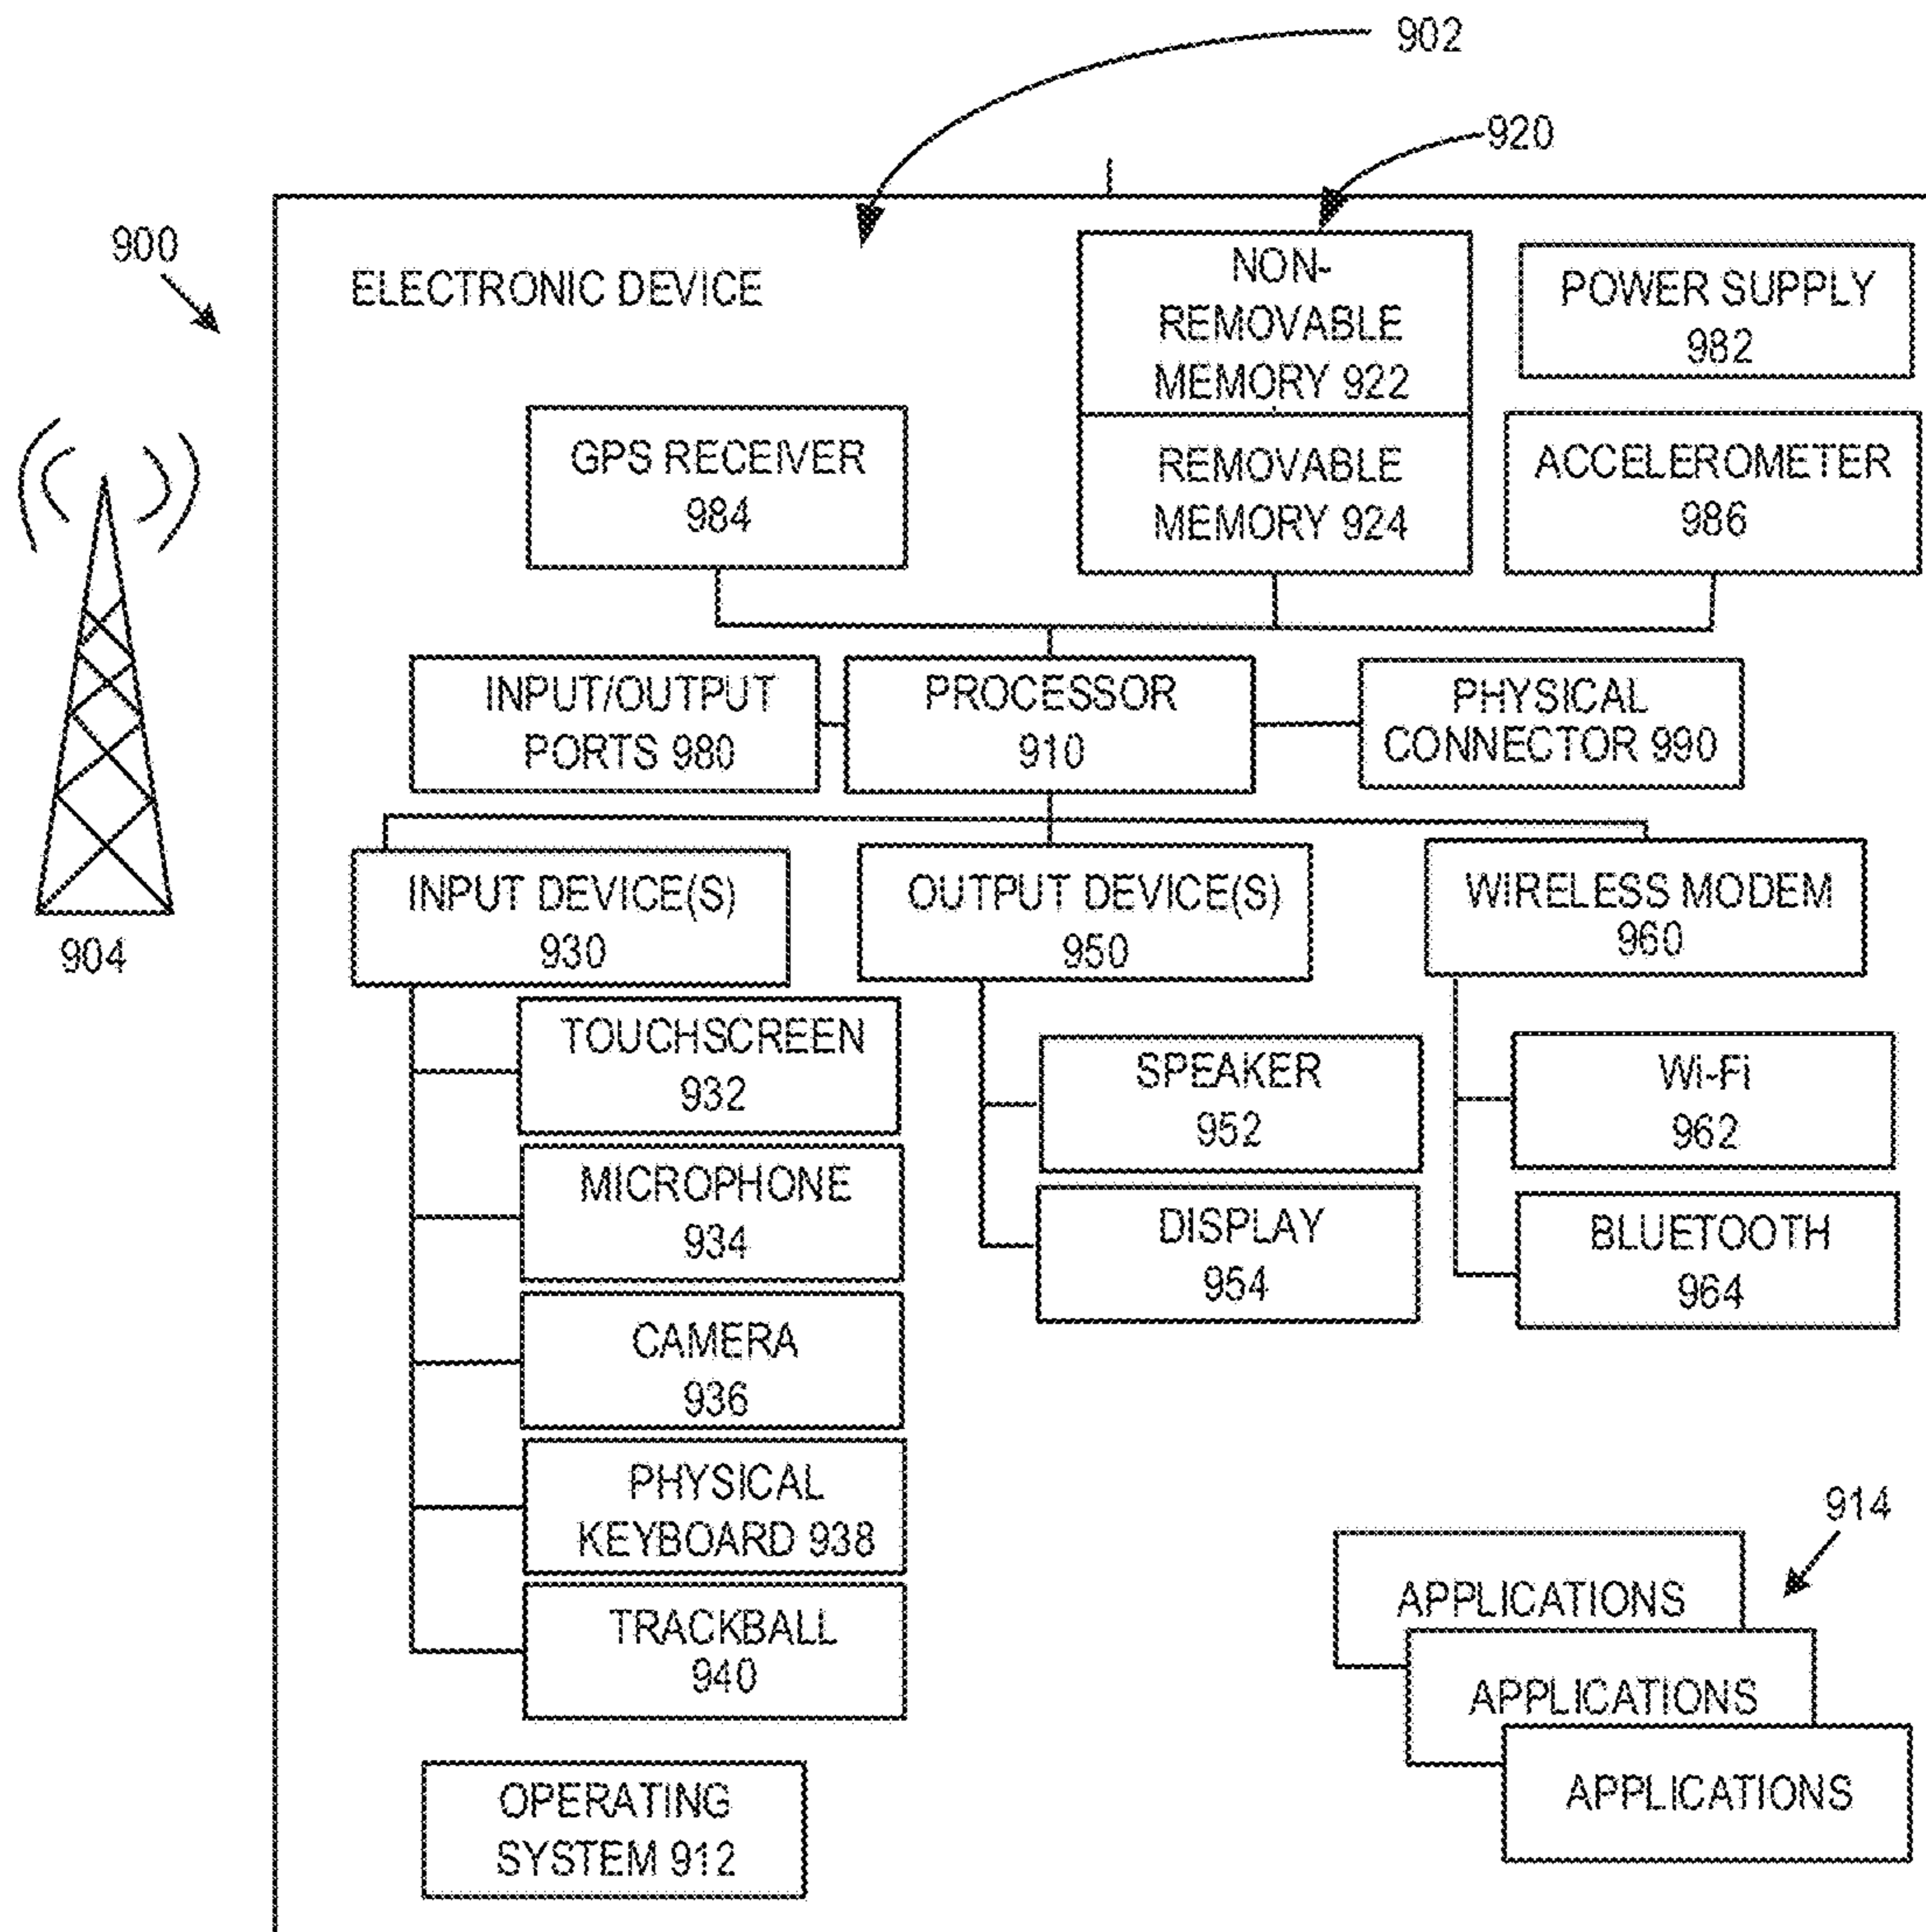 902
920
900
ELECTRONIC DEVICE
NON-
REMOVABLE
MEMORY 922
POWER SUPPLY
982
GPS RECEIVER
984
REMOVABLE
MEMORY 924
ACCELEROMETER
986
INPUT/OUTPUT
PORTS 980
PROCESSOR
910
PHYSICAL
CONNECTOR 990
904
INPUT DEVICE(S)
930
OUTPUT DEVICE(S)
950
WIRELESS MODEM
960
TOUCHSCREEN
932
MICROPHONE
934
CAMERA
936
PHYSICAL
KEYBOARD 938
TRACKBALL
940
SPEAKER
952
DISPLAY
954
Wi-Fi
962
BLUETOOTH
964
914
APPLICATIONS
APPLICATIONS
APPLICATIONS
OPERATING
SYSTEM 912